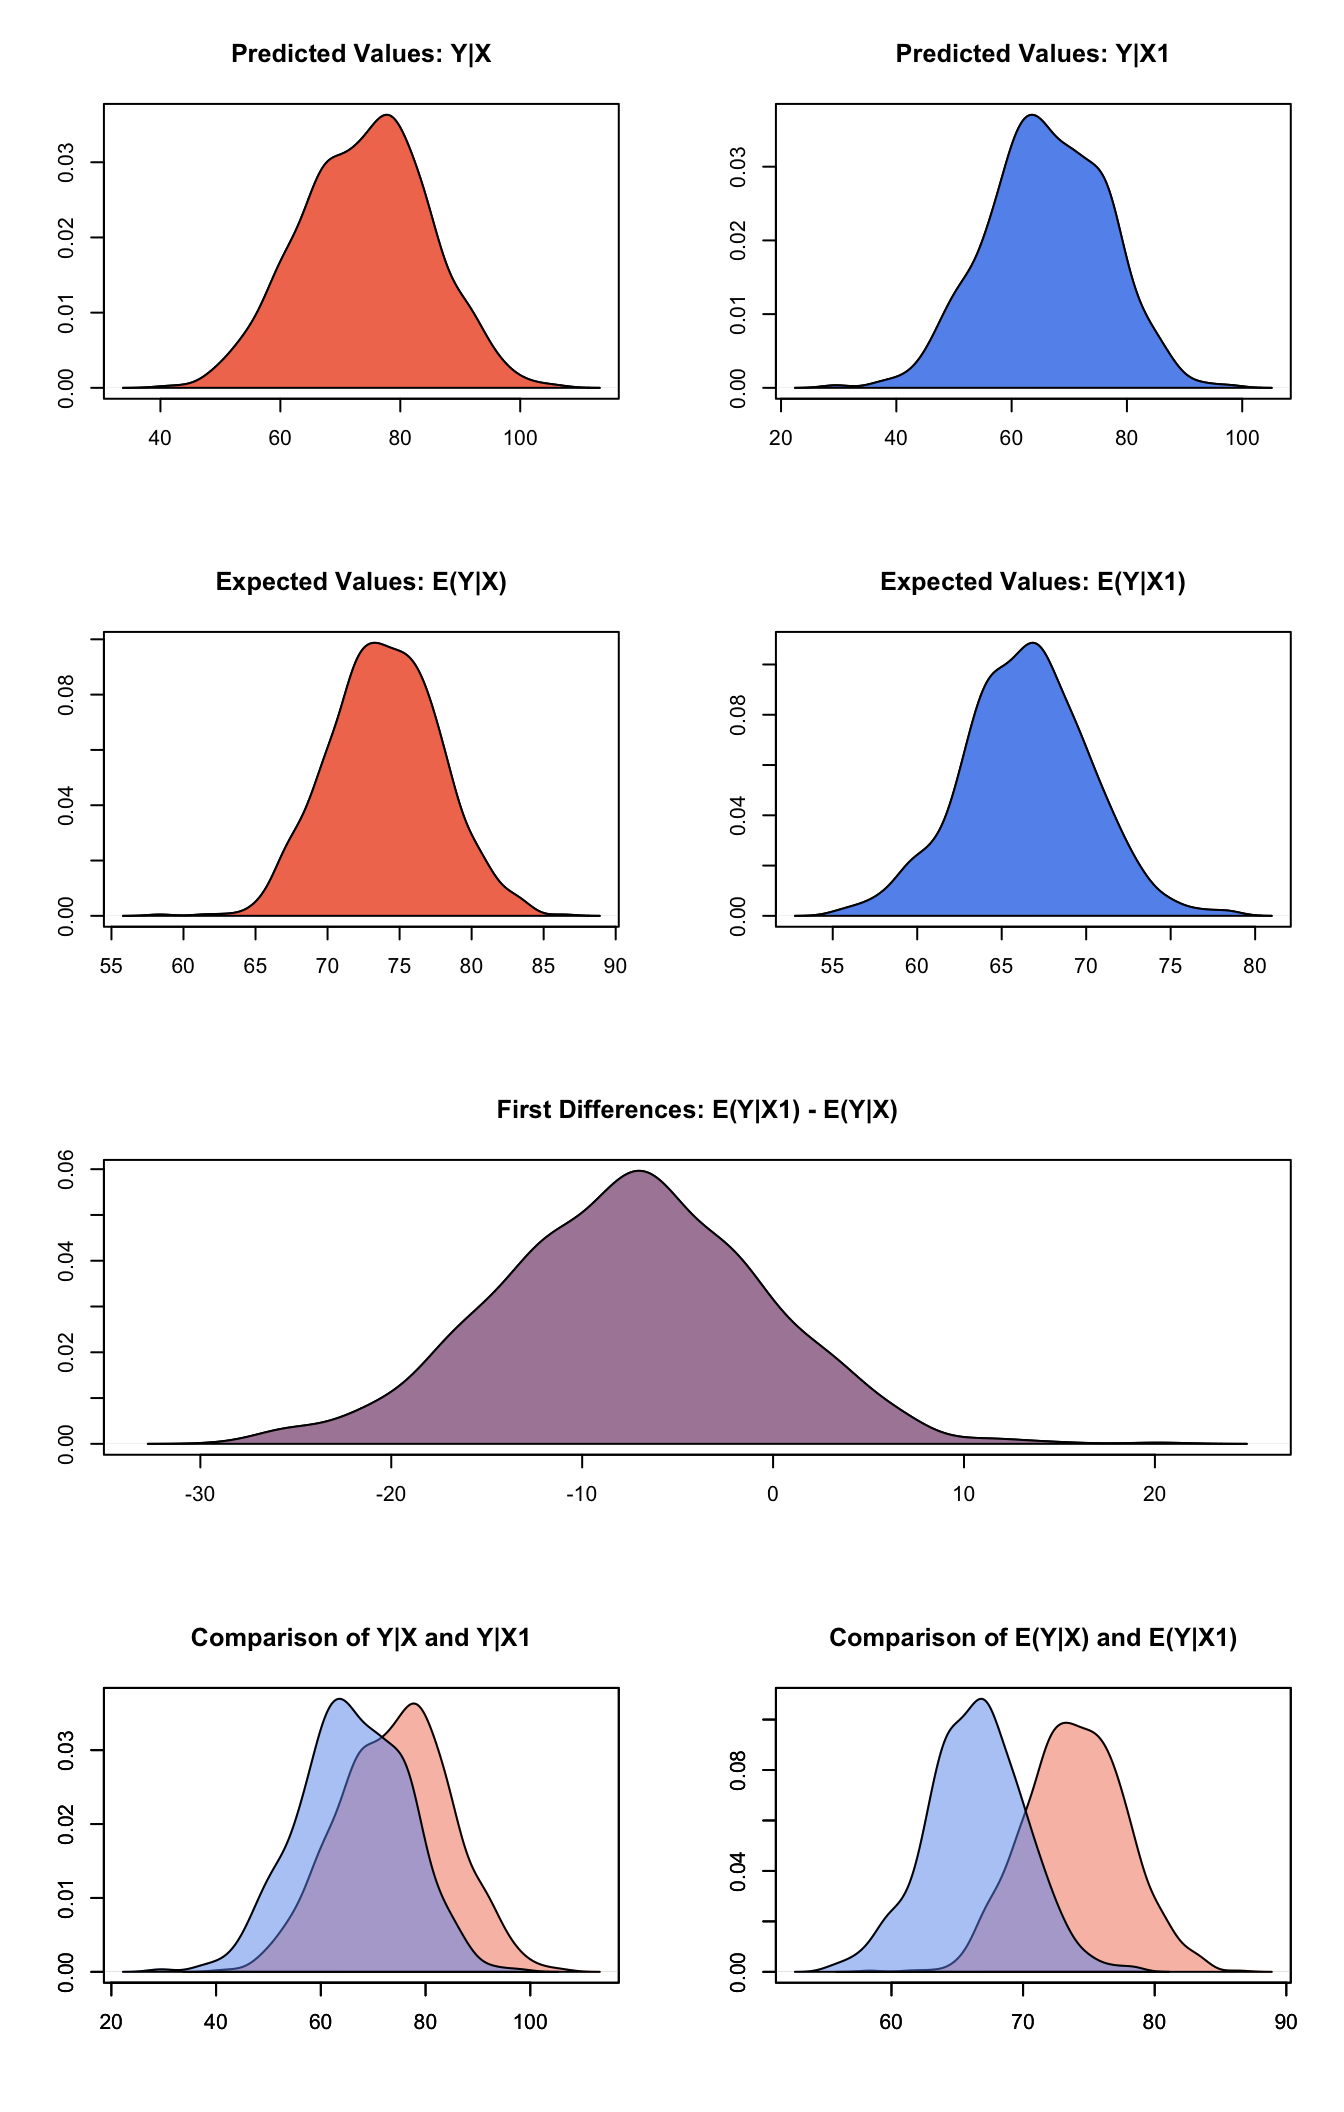 Predicted Values: Y|X
0.00 0.01 0.02 0.03
40 60 80 100
Predicted Values: Y|X1
0.00 0.01 0.02 0.03
20 40 60 80 100
Expected Values: E(Y|X)
0.00 0.04 0.08
55 60 65 70 75 80 85 90
Expected Values: E(Y|X1)
0.00 0.04 0.08
55 60 65 70 75 80
First Differences: E(Y|X1) - E(Y|X)
0.00 0.02 0.04 0.06
-30 -20 -10 0 10 20
Comparison of Y|X and Y|X1
0.00 0.01 0.02 0.03
20 40 60 80 100
Comparison of E(Y|X) and E(Y|X1)
0.00 0.04 0.08
60 70 80 90